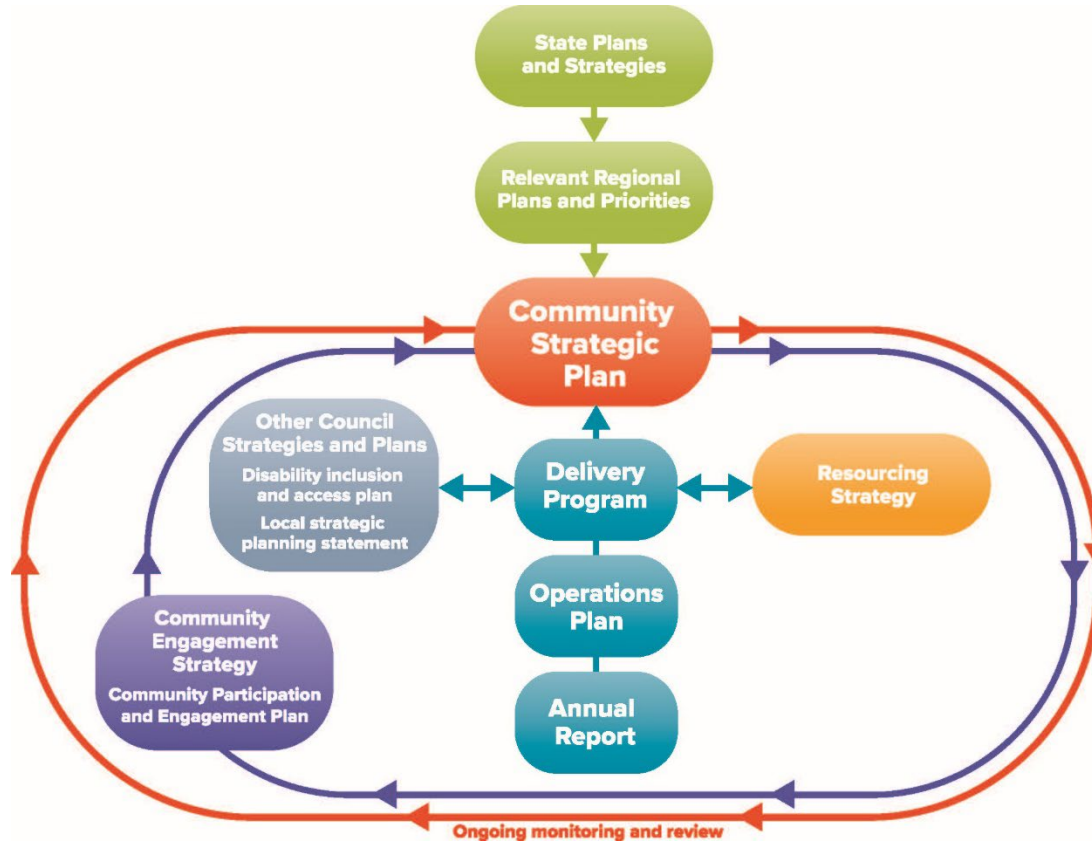 State Plans
and Strategies
Relevant Regional
Plans and Priorities
Community
Strategic
Plan
Other Council
Strategies and Plans
Disability inclusion
and access plan
Local strategic
planning statement
Delivery
Program
Resourcing
Strategy
Operations
Plan
Community
Engagement
Strategy
Community Participation
and Engagement Plan
Annual
Report
Ongoing monitoring and review